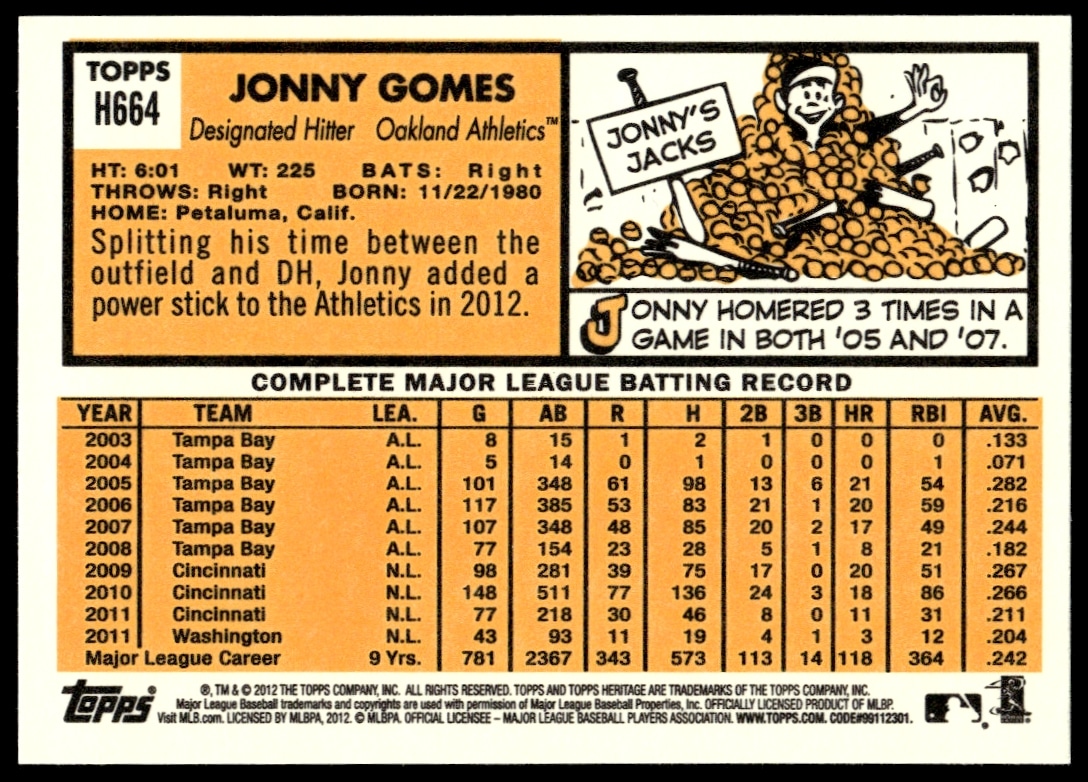 TOPPS
H664
JONNY GOMES
Designated Hitter Oakland Athletics™
HT: 6:01 WT: 225 BATS: Right
THROWS: Right BORN: 11/22/1980
HOME: Petaluma, Calif.
Splitting his time between the
outfield and DH, Jonny added a
power stick to the Athletics in 2012.
JONNY'S
JACKS
JONNY HOMERED 3 TIMES IN A
GAME IN BOTH '05 AND '07.
COMPLETE MAJOR LEAGUE BATTING RECORD
YEAR TEAM LEA. G AB R H 2B 3B HR RBI AVG.
2003 Tampa Bay A.L. 8 15 1 2 1 0 0 0 .133
2004 Tampa Bay A.L. 5 14 0 1 0 0 0 1 .071
2005 Tampa Bay A.L. 101 348 61 98 13 6 21 54 .282
2006 Tampa Bay A.L. 117 385 53 83 21 1 20 59 .216
2007 Tampa Bay A.L. 107 348 48 85 20 2 17 49 .244
2008 Tampa Bay A.L. 77 154 23 28 5 1 8 21 .182
2009 Cincinnati N.L. 98 281 39 75 17 0 20 51 .267
2010 Cincinnati N.L. 148 511 77 136 24 3 18 86 .266
2011 Cincinnati N.L. 77 218 30 46 8 0 11 31 .211
2011 Washington N.L. 43 93 11 19 4 1 3 12 .204
Major League Career 9 Yrs. 781 2367 343 573 113 14 118 364 .242
topps
®, TM & © 2012 THE TOPPS COMPANY, INC. ALL RIGHTS RESERVED. TOPPS AND TOPPS HERITAGE ARE TRADEMARKS OF THE TOPPS COMPANY, INC.
Major League Baseball trademarks and copyrights are used with permission of Major League Baseball Properties, Inc. OFFICIALLY LICENSED PRODUCT OF MLBP.
Visit MLB.com. LICENSED BY MLBPA, 2012. © MLBPA. OFFICIAL LICENSEE – MAJOR LEAGUE BASEBALL PLAYERS ASSOCIATION. WWW.TOPPS.COM. CODE#99112301.